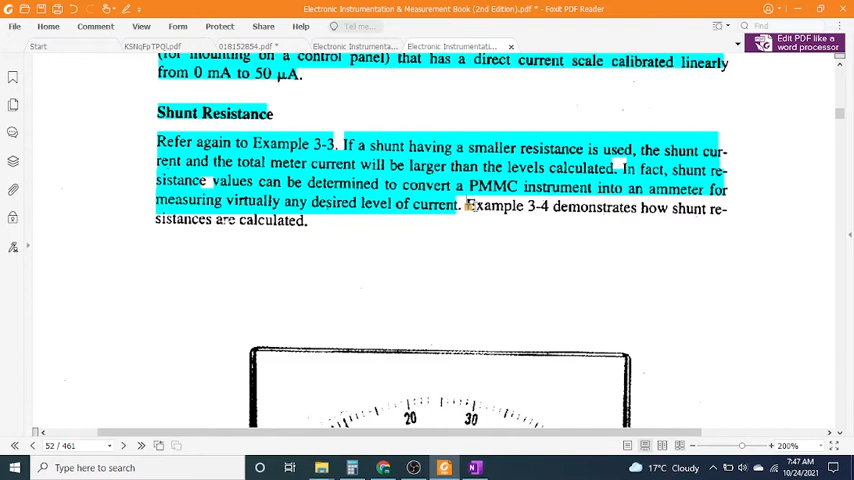 Electronic Instrumentation & Measurement Book (2nd Edition).pdf * - Foxit PDF Reader
File Home Comment View Form Protect Share Help Tell me... Find
Start KSNqFpTPQI.pdf 018152854.pdf * Electronic Instrumenta... Electronic Instrumentati...
Edit PDF like a
word processor
(for mounting on a control panel) that has a direct current scale calibrated linearly
from 0 mA to 50 μA.
Shunt Resistance
Refer again to Example 3-3. If a shunt having a smaller resistance is used, the shunt cur-
rent and the total meter current will be larger than the levels calculated. In fact, shunt re-
sistance values can be determined to convert a PMMC instrument into an ammeter for
measuring virtually any desired level of current. Example 3-4 demonstrates how shunt re-
sistances are calculated.
20 30
52 / 461 200%
Type here to search 17°C Cloudy 7:47 AM
10/24/2021